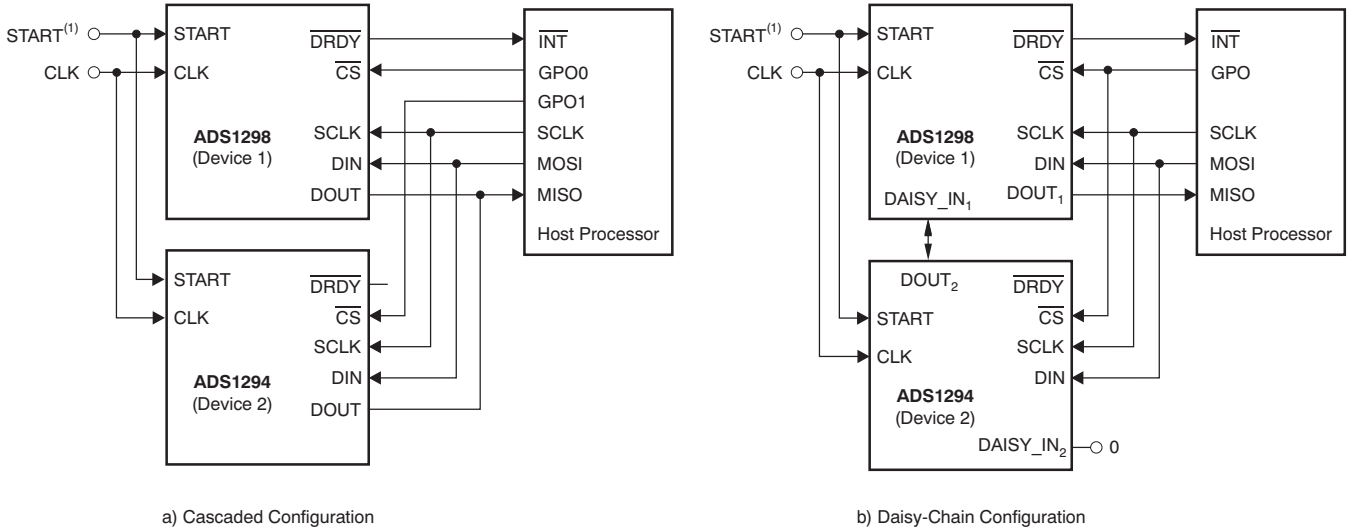 START(1)
CLK
START
CLK
ADS1298
(Device 1)
DRDY
CS
SCLK
DIN
DOUT
INT
GPO0
GPO1
SCLK
MOSI
MISO
Host Processor
START
CLK
ADS1294
(Device 2)
DRDY
CS
SCLK
DIN
DOUT
a) Cascaded Configuration
START(1)
CLK
START
CLK
ADS1298
(Device 1)
DAISY_IN1
DRDY
CS
SCLK
DIN
DOUT1
INT
GPO
SCLK
MOSI
MISO
Host Processor
DOUT2
START
CLK
ADS1294
(Device 2)
DRDY
CS
SCLK
DIN
DAISY_IN2
0
b) Daisy-Chain Configuration